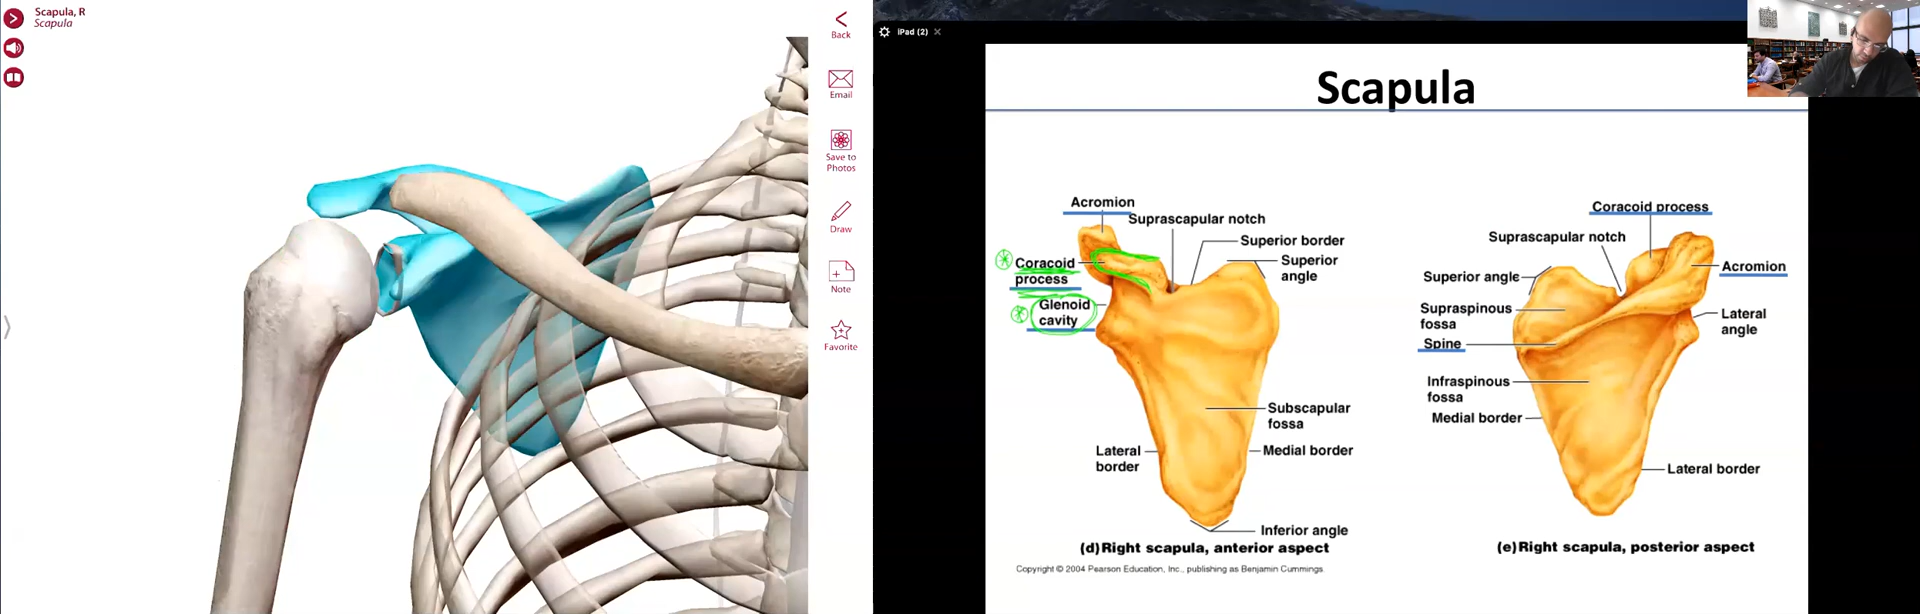 Scapula, R
Scapula
Back
Email
Save to
Photos
Draw
Note
Favorite
iPad (2)
Scapula
Acromion
Suprascapular notch
Superior border
Superior
angle
Coracoid
process
Glenoid
cavity
Subscapular
fossa
Lateral
border
Medial border
Inferior angle
(d)Right scapula, anterior aspect
Coracoid process
Suprascapular notch
Superior angle
Acromion
Supraspinous
fossa
Lateral
angle
Spine
Infraspinous
fossa
Medial border
Lateral border
(e)Right scapula, posterior aspect
Copyright © 2004 Pearson Education, Inc., publishing as Benjamin Cummings.